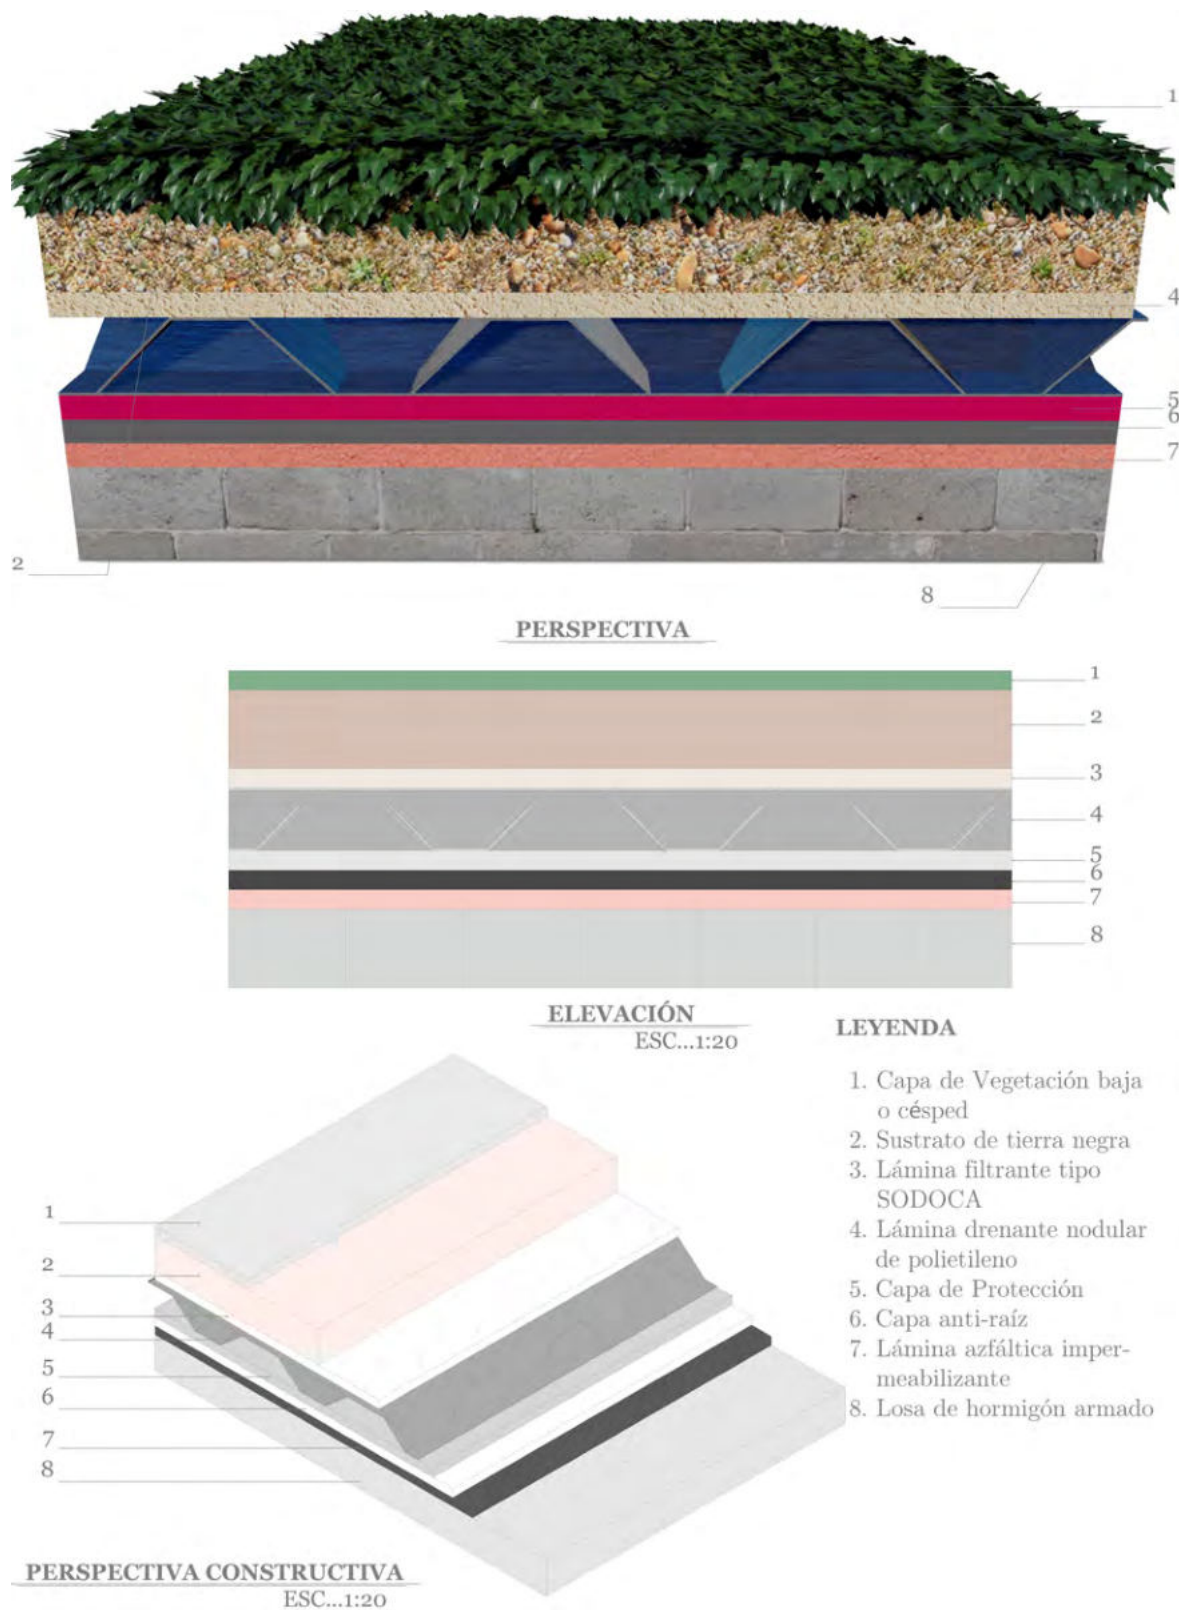 1
4
5
6
7
2
8
PERSPECTIVA
1
2
3
4
5
6
7
8
ELEVACIÓN
ESC...1:20
LEYENDA
1. Capa de Vegetación baja
o césped
2. Sustrato de tierra negra
3. Lámina filtrante tipo
SODOCA
4. Lámina drenante nodular
de polietileno
5. Capa de Protección
6. Capa anti-raíz
7. Lámina azfáltica imper-
meabilizante
8. Losa de hormigón armado
1
2
3
4
5
6
7
8
PERSPECTIVA CONSTRUCTIVA
ESC...1:20